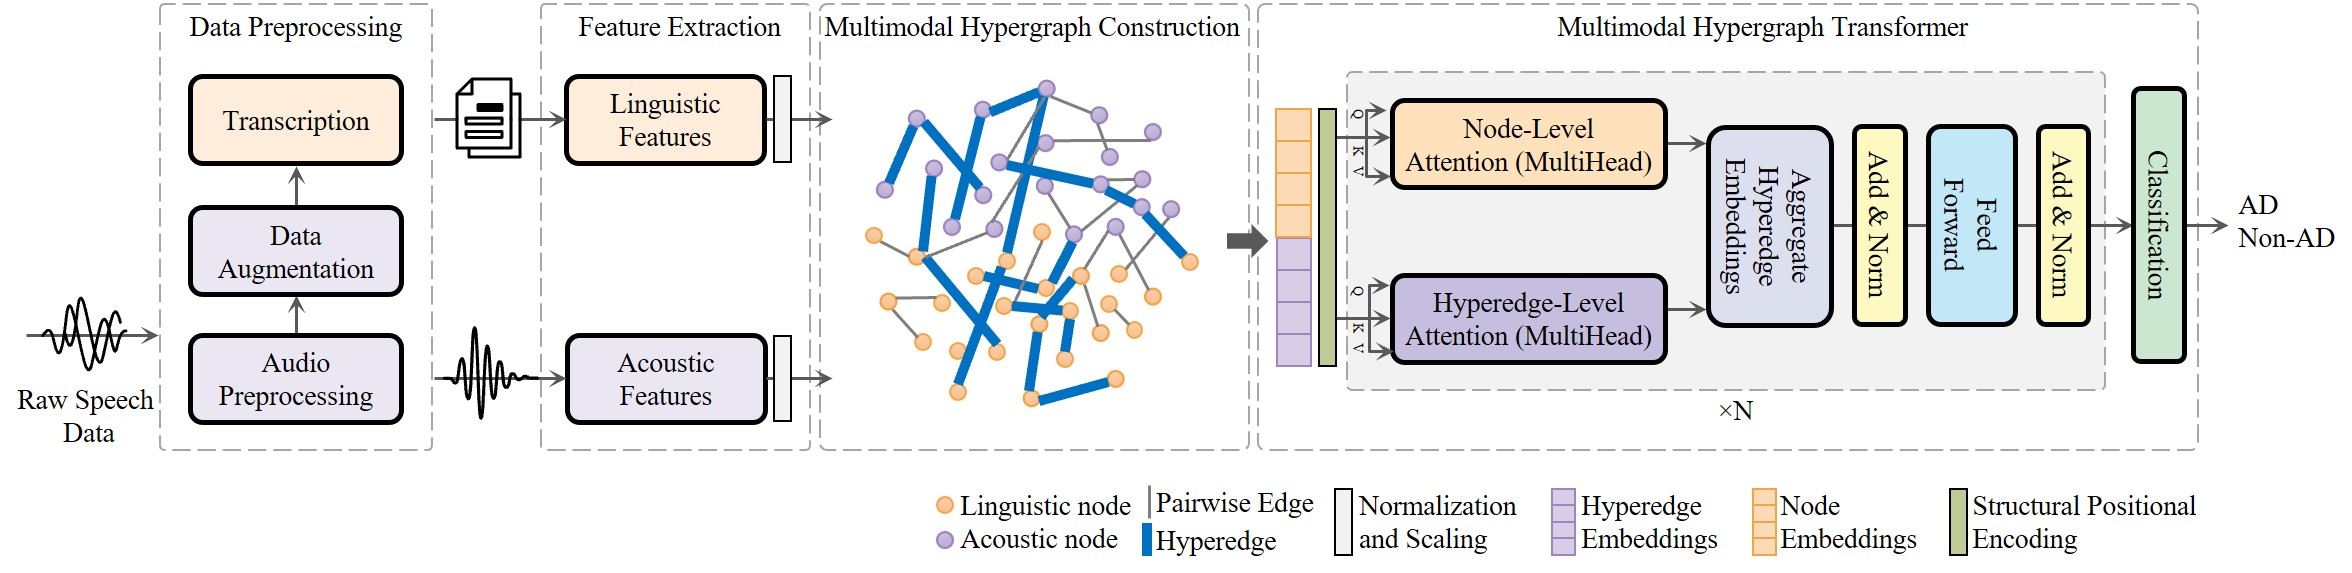 Data Preprocessing
Feature Extraction
Multimodal Hypergraph Construction
Multimodal Hypergraph Transformer
Raw Speech
Data
Transcription
Data
Augmentation
Audio
Preprocessing
Linguistic
Features
Acoustic
Features
Q
K
V
Node-Level
Attention (MultiHead)
Q
K
V
Hyperedge-Level
Attention (MultiHead)
Aggregate
Hyperedge
Embeddings
Add & Norm
Feed
Forward
Add & Norm
×N
Classification
AD
Non-AD
Linguistic node
Acoustic node
Pairwise Edge
Hyperedge
Normalization
and Scaling
Hyperedge
Embeddings
Node
Embeddings
Structural Positional
Encoding